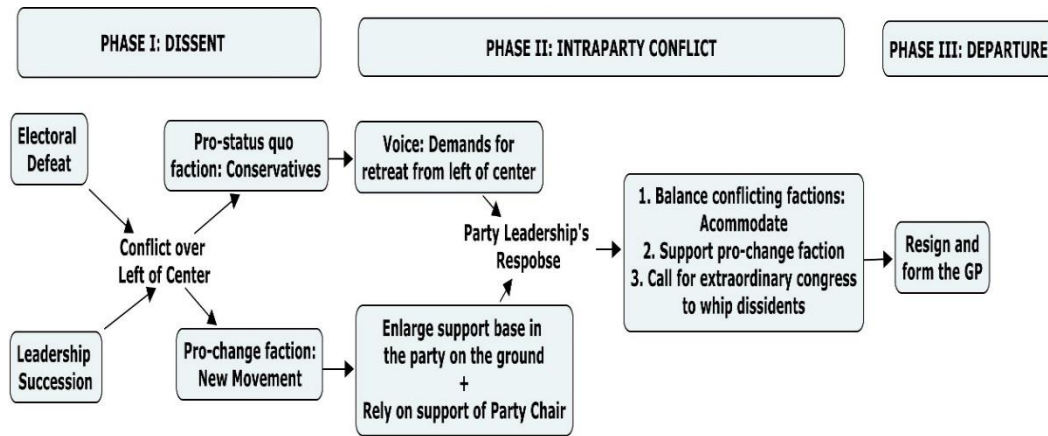 PHASE I: DISSENT
PHASE II: INTRAPARTY CONFLICT
PHASE III: DEPARTURE
Electoral
Defeat
Leadership
Succession
Conflict over
Left of Center
Pro-status quo
faction: Conservatives
Pro-change faction:
New Movement
Voice: Demands for
retreat from left of center
Enlarge support base in
the party on the ground
+
Rely on support of Party Chair
Party Leadership's
Respobse
1. Balance conflicting factions:
Acommodate
2. Support pro-change faction
3. Call for extraordinary congress
to whip dissidents
Resign and
form the GP